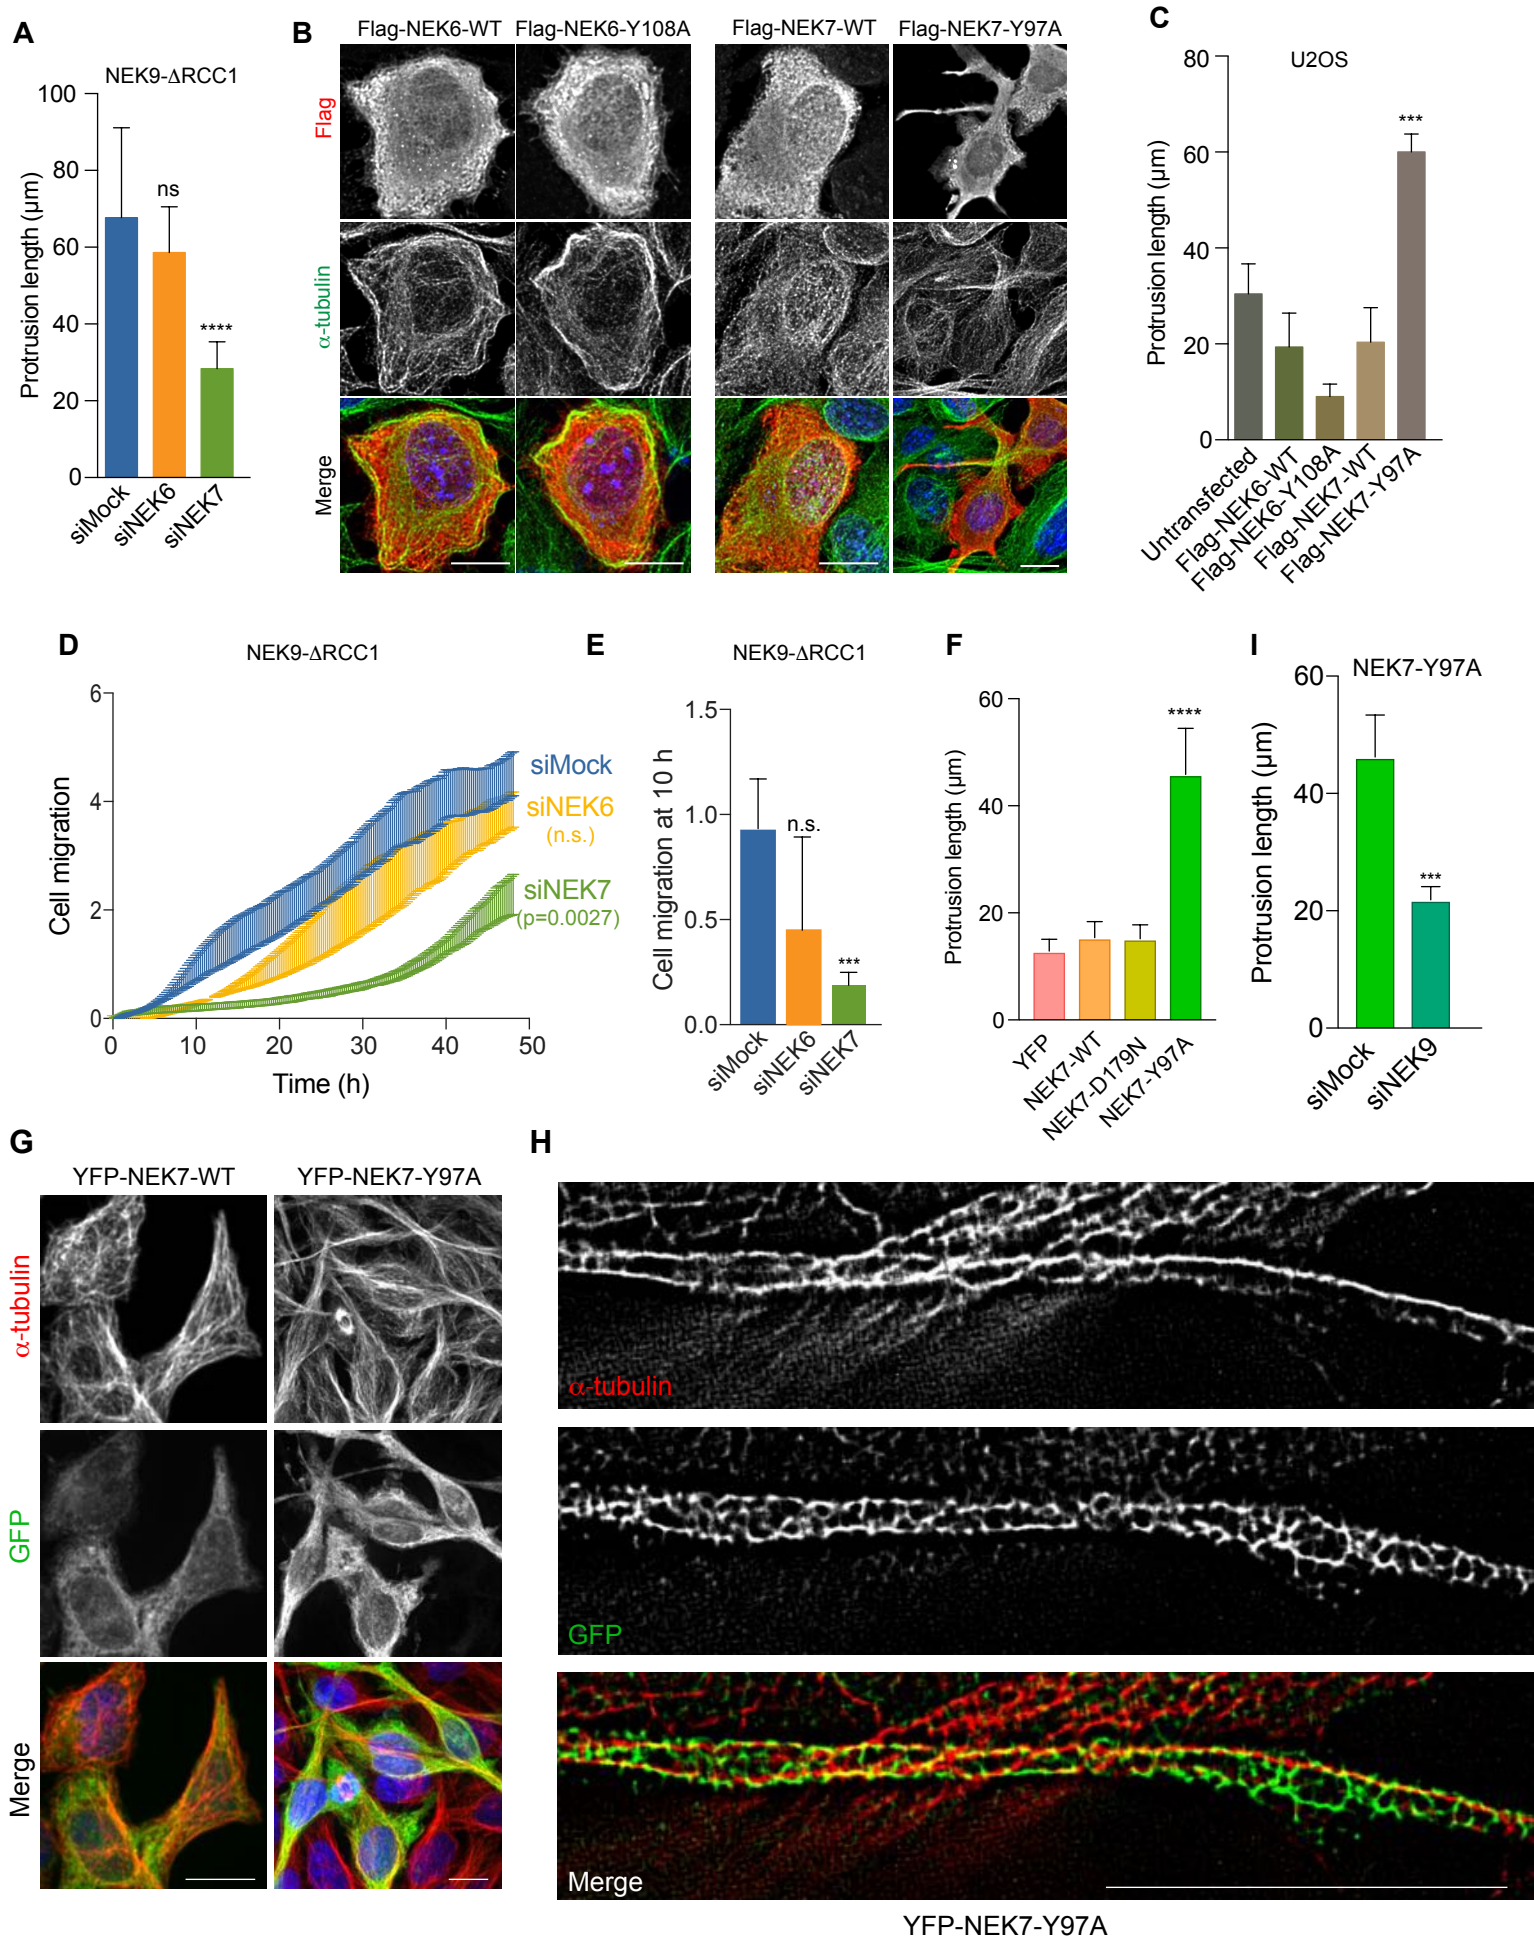 A
NEK9-ΔRCC1
Protrusion length (µm)
100
80
60
40
20
0
ns
****
siMock
siNEK6
siNEK7
B
Flag-NEK6-WT
Flag-NEK6-Y108A
Flag-NEK7-WT
Flag-NEK7-Y97A
Flag
α-tubulin
Merge
C
U2OS
Protrusion length (µm)
80
60
40
20
0
***
Untransfected
Flag-NEK6-WT
Flag-NEK6-Y108A
Flag-NEK7-WT
Flag-NEK7-Y97A
D
NEK9-ΔRCC1
Cell migration
6
4
2
0
0
10
20
30
40
50
Time (h)
siMock
siNEK6
(n.s.)
siNEK7
(p=0.0027)
E
NEK9-ΔRCC1
Cell migration at 10 h
1.5
1.0
0.5
0.0
n.s.
***
siMock
siNEK6
siNEK7
F
Protrusion length (µm)
60
40
20
0
****
YFP
NEK7-WT
NEK7-D179N
NEK7-Y97A
I
NEK7-Y97A
Protrusion length (µm)
60
40
20
0
***
siMock
siNEK9
G
YFP-NEK7-WT
YFP-NEK7-Y97A
α-tubulin
GFP
Merge
H
α-tubulin
GFP
Merge
YFP-NEK7-Y97A